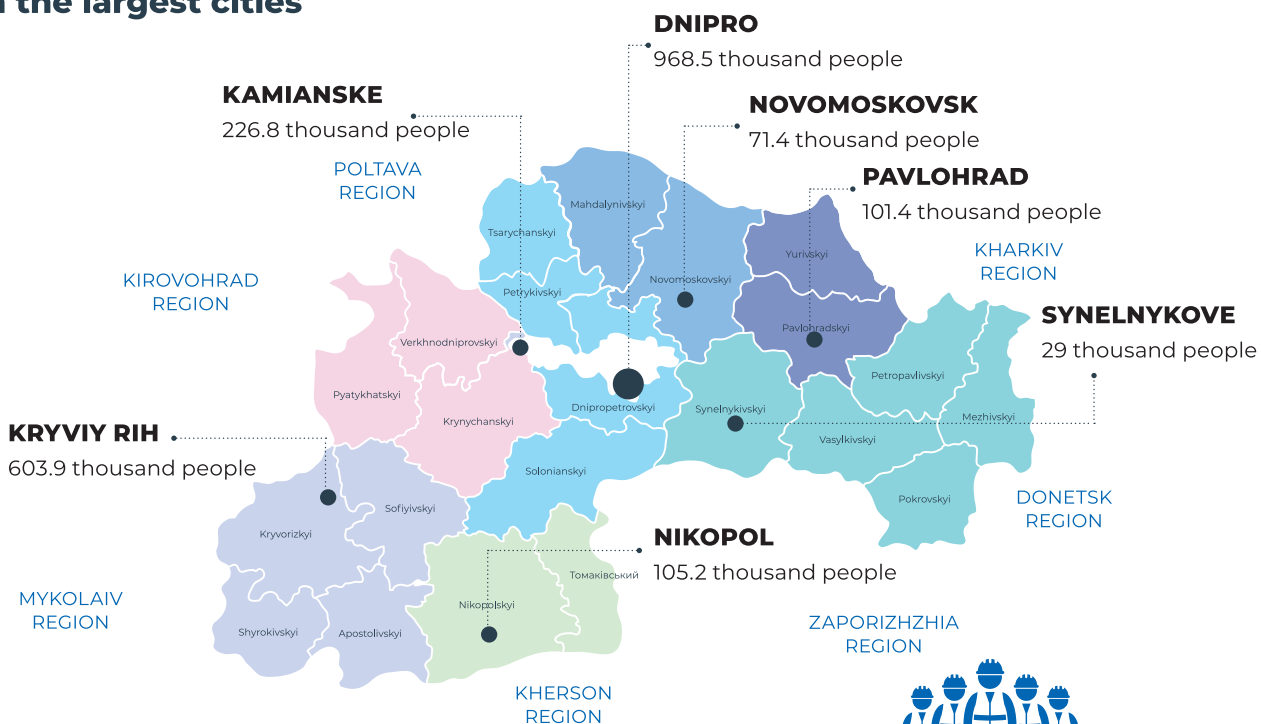 the largest cities
DNIPRO
968.5 thousand people
KAMIANSKE
226.8 thousand people
NOVOMOSKOVSK
71.4 thousand people
POLTAVA
REGION
PAVLOHRAD
101.4 thousand people
Mahdalynivskyi
Tsarychanskyi
KHARKIV
REGION
Yurivskyi
KIROVOHRAD
REGION
Novomoskovskyi
Petrykivskyi
SYNELNYKOVE
29 thousand people
Pavlohradskyi
Verkhnodniprovskyi
Petropavlivskyi
Pyatykhatskyi
Dnipropetrovskyi
Synelnykivskyi
Mezhivskyi
Krynychanskyi
KRYVIY RIH
603.9 thousand people
Vasylkivskyi
Solonianskyi
Pokrovskyi
DONETSK
REGION
Sofiyivskyi
Kryvorizkyi
NIKOPOL
105.2 thousand people
Томаківський
MYKOLAIV
REGION
Nikopolskyi
Shyrokivskyi
Apostolivskyi
ZAPORIZHZHIA
REGION
KHERSON
REGION